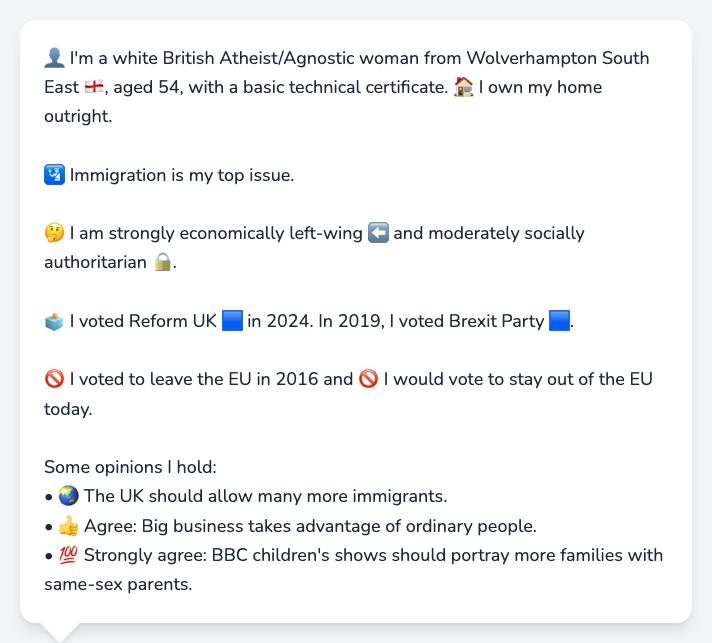 👤 I'm a white British Atheist/Agnostic woman from Wolverhampton South
East 🏴󠁧󠁢󠁥󠁮󠁧󠁿, aged 54, with a basic technical certificate. 🏠 I own my home
outright.
🛂 Immigration is my top issue.
🤔 I am strongly economically left-wing ⬅️ and moderately socially
authoritarian 🔒.
🗳️ I voted Reform UK 🟦 in 2024. In 2019, I voted Brexit Party 🟦.
🚫 I voted to leave the EU in 2016 and 🚫 I would vote to stay out of the EU
today.
Some opinions I hold:
• 🌏 The UK should allow many more immigrants.
• 👍 Agree: Big business takes advantage of ordinary people.
• 💯 Strongly agree: BBC children's shows should portray more families with
same-sex parents.